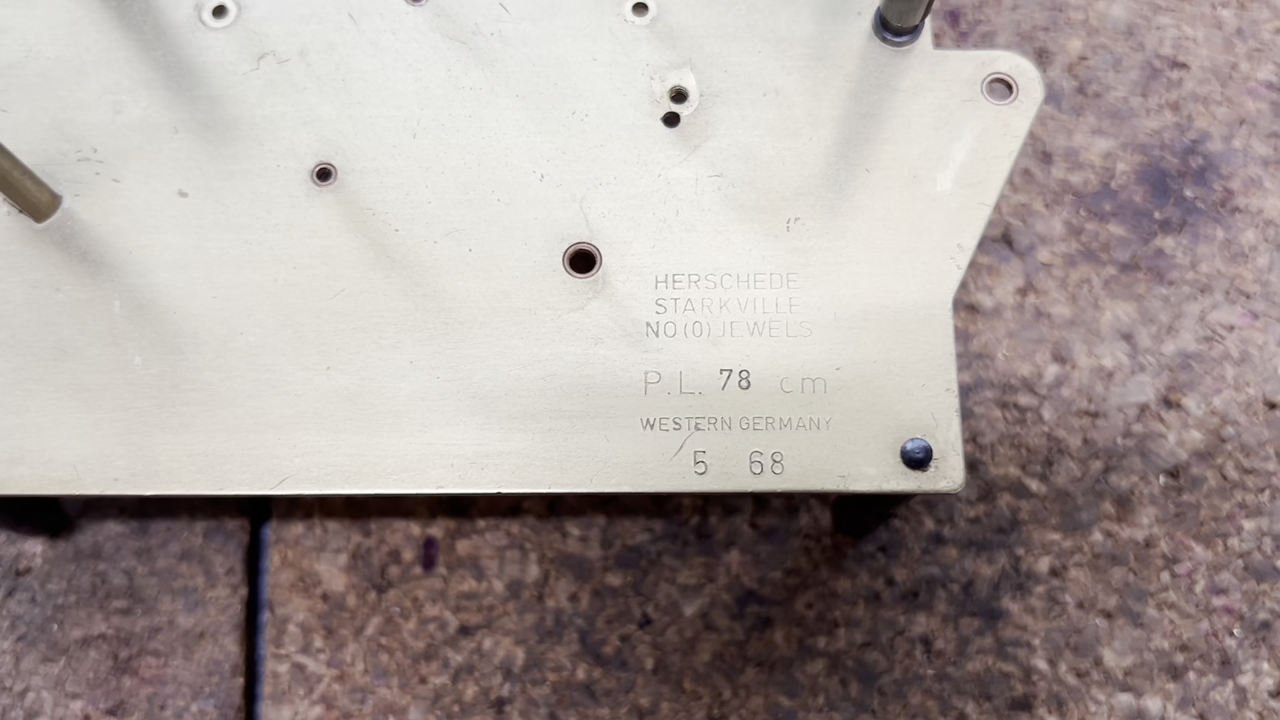 HERSCHEDE
STARKVILLE
NO (0) JEWELS
P.L. 78 cm
WESTERN GERMANY
5 68